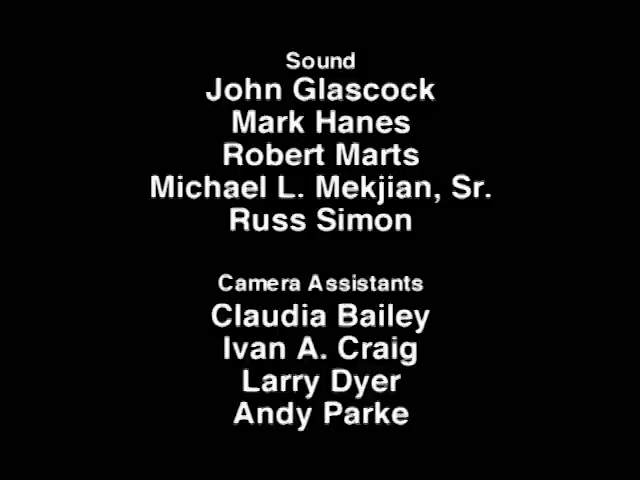 Sound
John Glascock
Mark Hanes
Robert Marts
Michael L. Mekjian, Sr.
Russ Simon
Camera Assistants
Claudia Bailey
Ivan A. Craig
Larry Dyer
Andy Parke